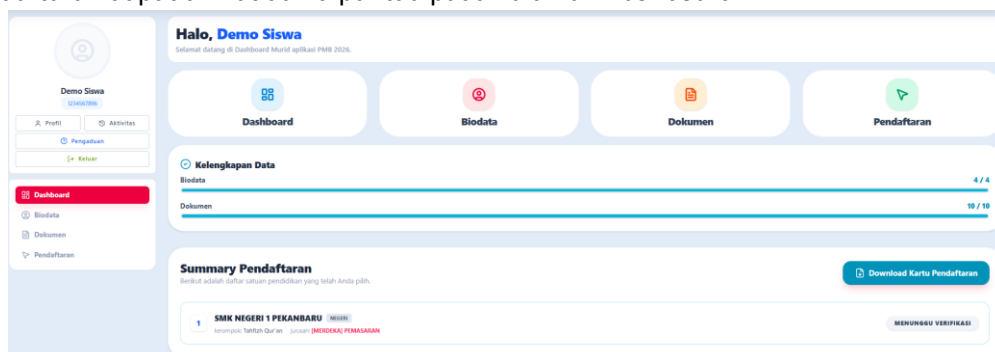 Halo, Demo Siswa
Selamat datang di Dashboard Murid aplikasi PMB 2026.
Demo Siswa
1234567896
Profil
Aktivitas
Pengaduan
Keluar
Dashboard
Biodata
Dokumen
Pendaftaran
Dashboard
Biodata
Dokumen
Pendaftaran
Kelengkapan Data
Biodata 4 / 4
Dokumen 10 / 10
Summary Pendaftaran
Berikut adalah daftar satuan pendidikan yang telah Anda pilih.
Download Kartu Pendaftaran
1
SMK NEGERI 1 PEKANBARU NEGERI
Kelompok: Tahfizh Qur'an Jurusan: [MERDEKA] PEMASARAN
MENUNGGU VERIFIKASI